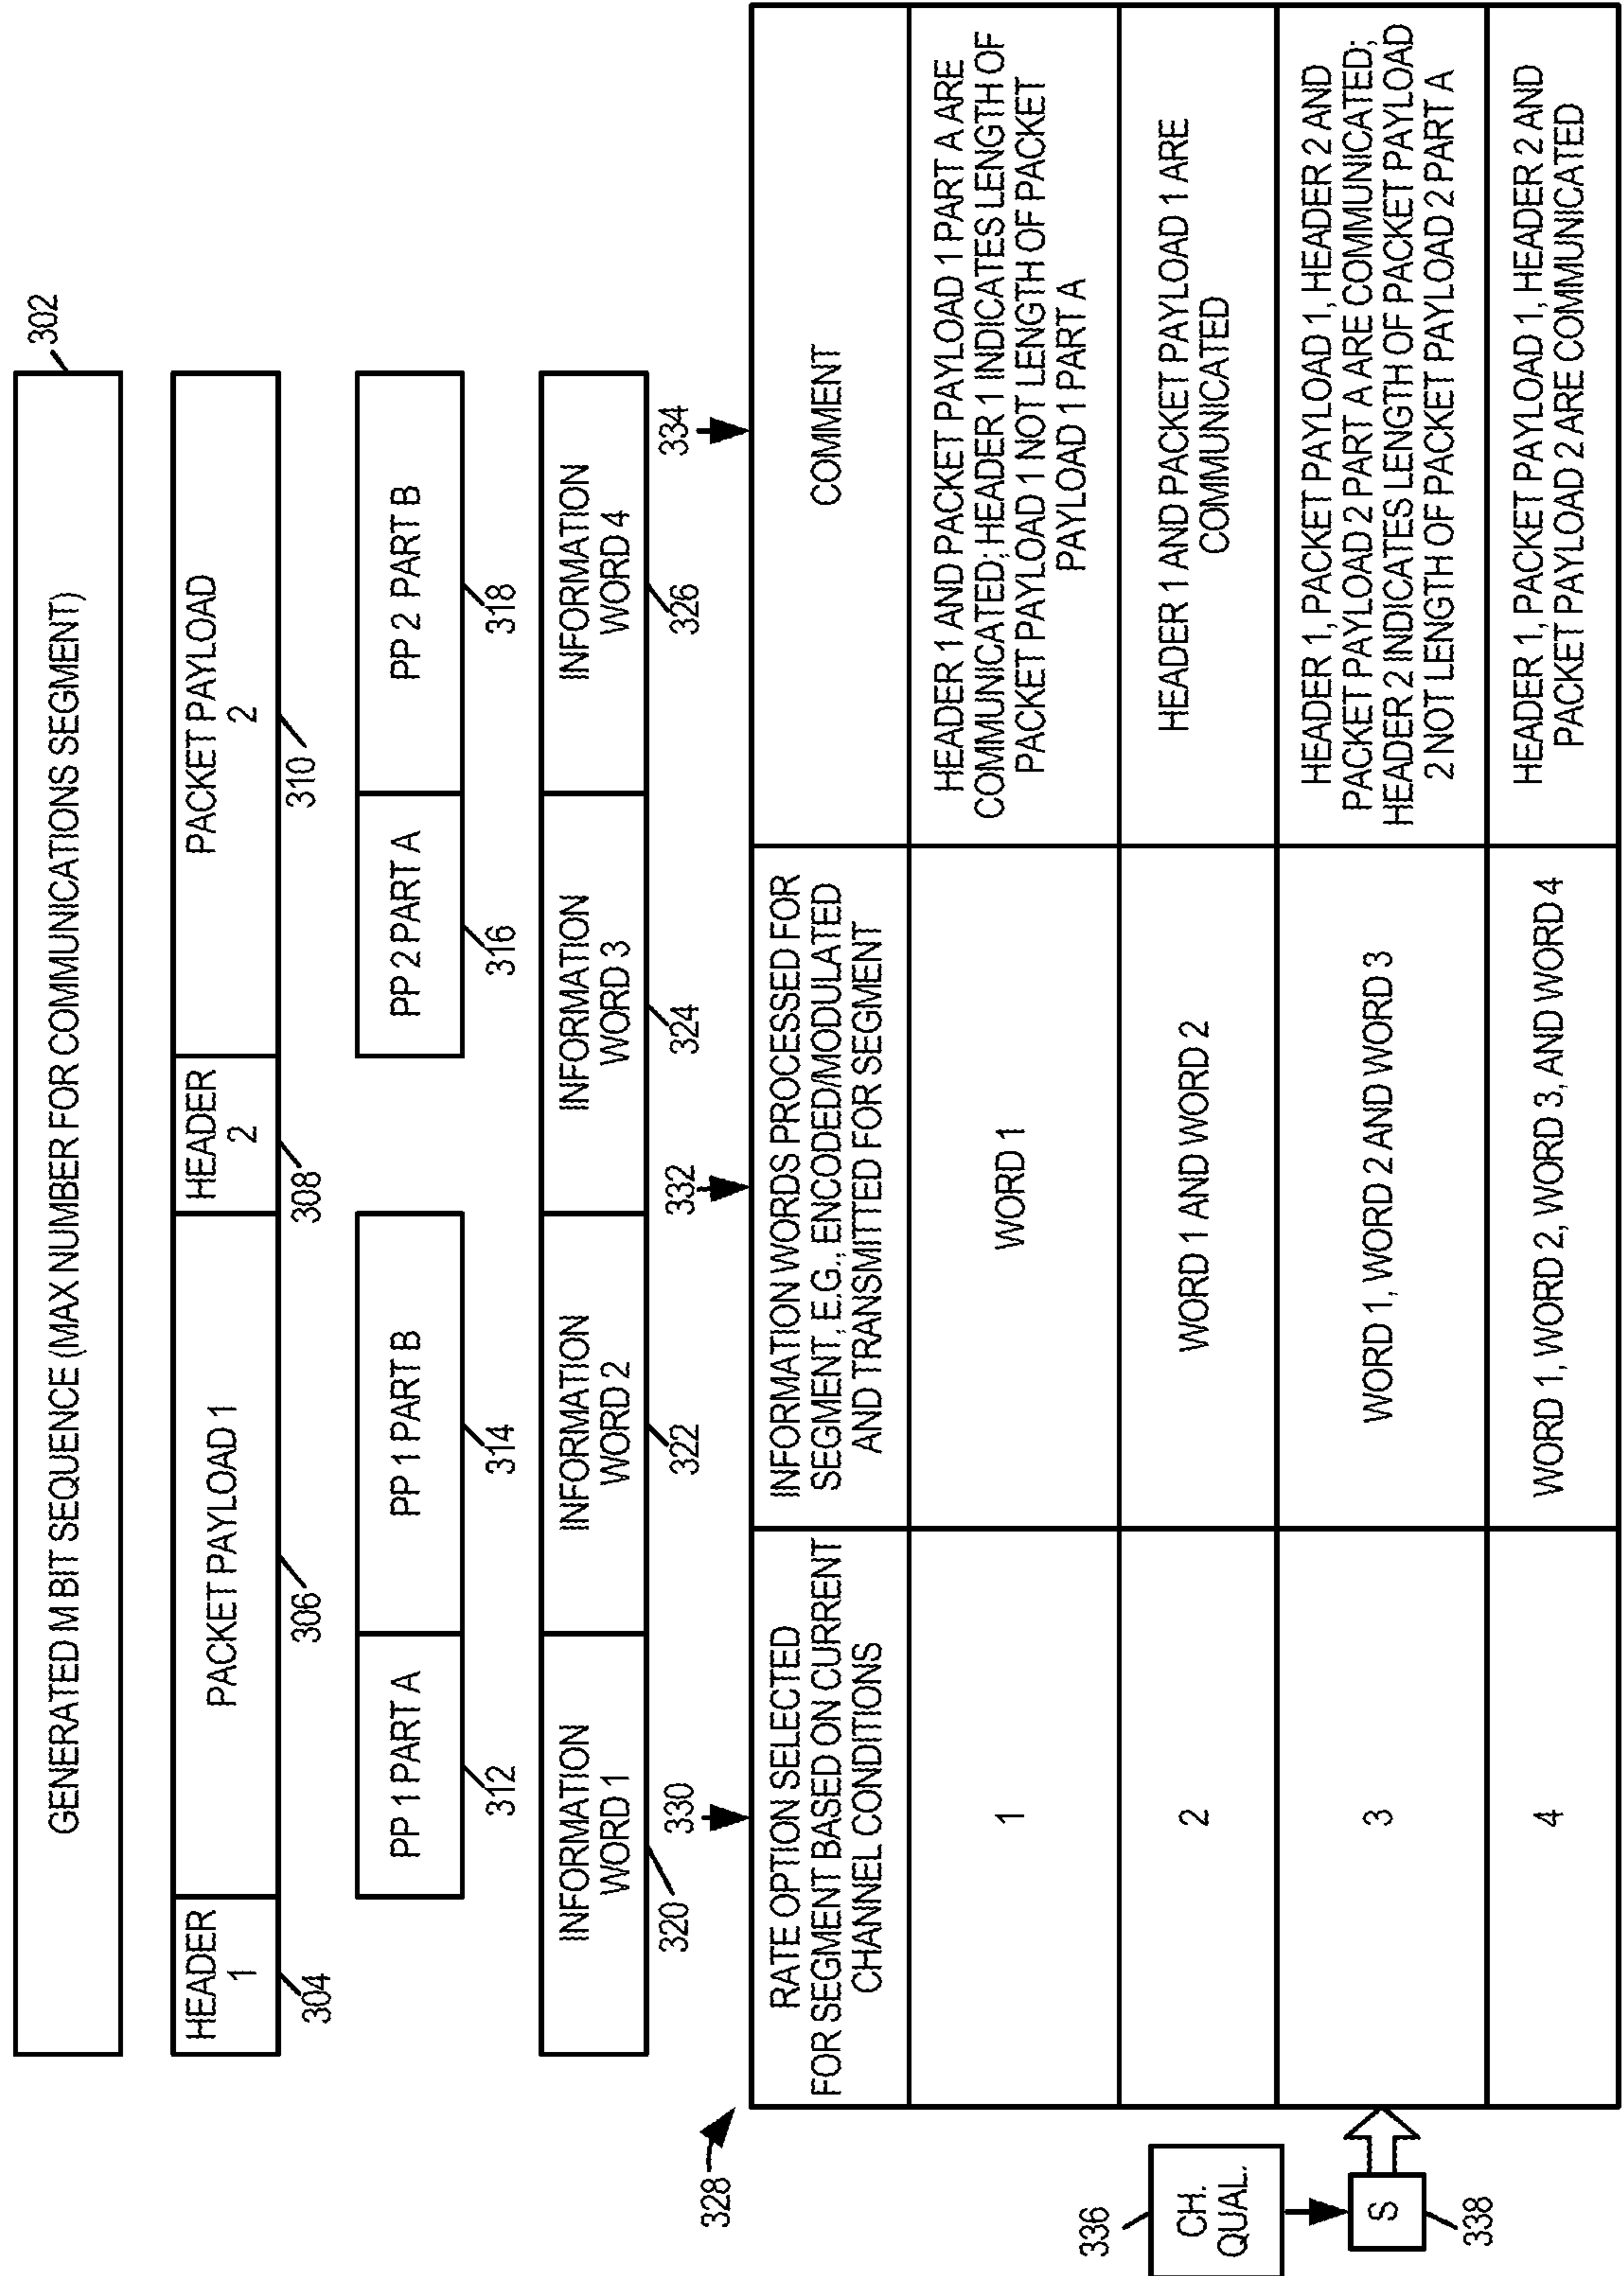 GENERATED M BIT SEQUENCE (MAX NUMBER FOR COMMUNICATIONS SEGMENT)
302
HEADER
1
PACKET PAYLOAD 1
HEADER
2
PACKET PAYLOAD
2
304
306
308
310
PP 1 PART A
PP 1 PART B
PP 2 PART A
PP 2 PART B
312
314
316
318
INFORMATION
WORD 1
INFORMATION
WORD 2
INFORMATION
WORD 3
INFORMATION
WORD 4
320
322
324
326
328
330
332
334
RATE OPTION SELECTED
FOR SEGMENT BASED ON CURRENT
CHANNEL CONDITIONS
INFORMATION WORDS PROCESSED FOR
SEGMENT, E.G., ENCODED/MODULATED
AND TRANSMITTED FOR SEGMENT
COMMENT
1
WORD 1
HEADER 1 AND PACKET PAYLOAD 1 PART A ARE
COMMUNICATED; HEADER 1 INDICATES LENGTH OF
PACKET PAYLOAD 1 NOT LENGTH OF PACKET
PAYLOAD 1 PART A
2
WORD 1 AND WORD 2
HEADER 1 AND PACKET PAYLOAD 1 ARE
COMMUNICATED
3
WORD 1, WORD 2 AND WORD 3
HEADER 1, PACKET PAYLOAD 1, HEADER 2 AND
PACKET PAYLOAD 2 PART A ARE COMMUNICATED;
HEADER 2 INDICATES LENGTH OF PACKET PAYLOAD
2 NOT LENGTH OF PACKET PAYLOAD 2 PART A
4
WORD 1, WORD 2, WORD 3, AND WORD 4
HEADER 1, PACKET PAYLOAD 1, HEADER 2 AND
PACKET PAYLOAD 2 ARE COMMUNICATED
336
CH.
QUAL.
S
338